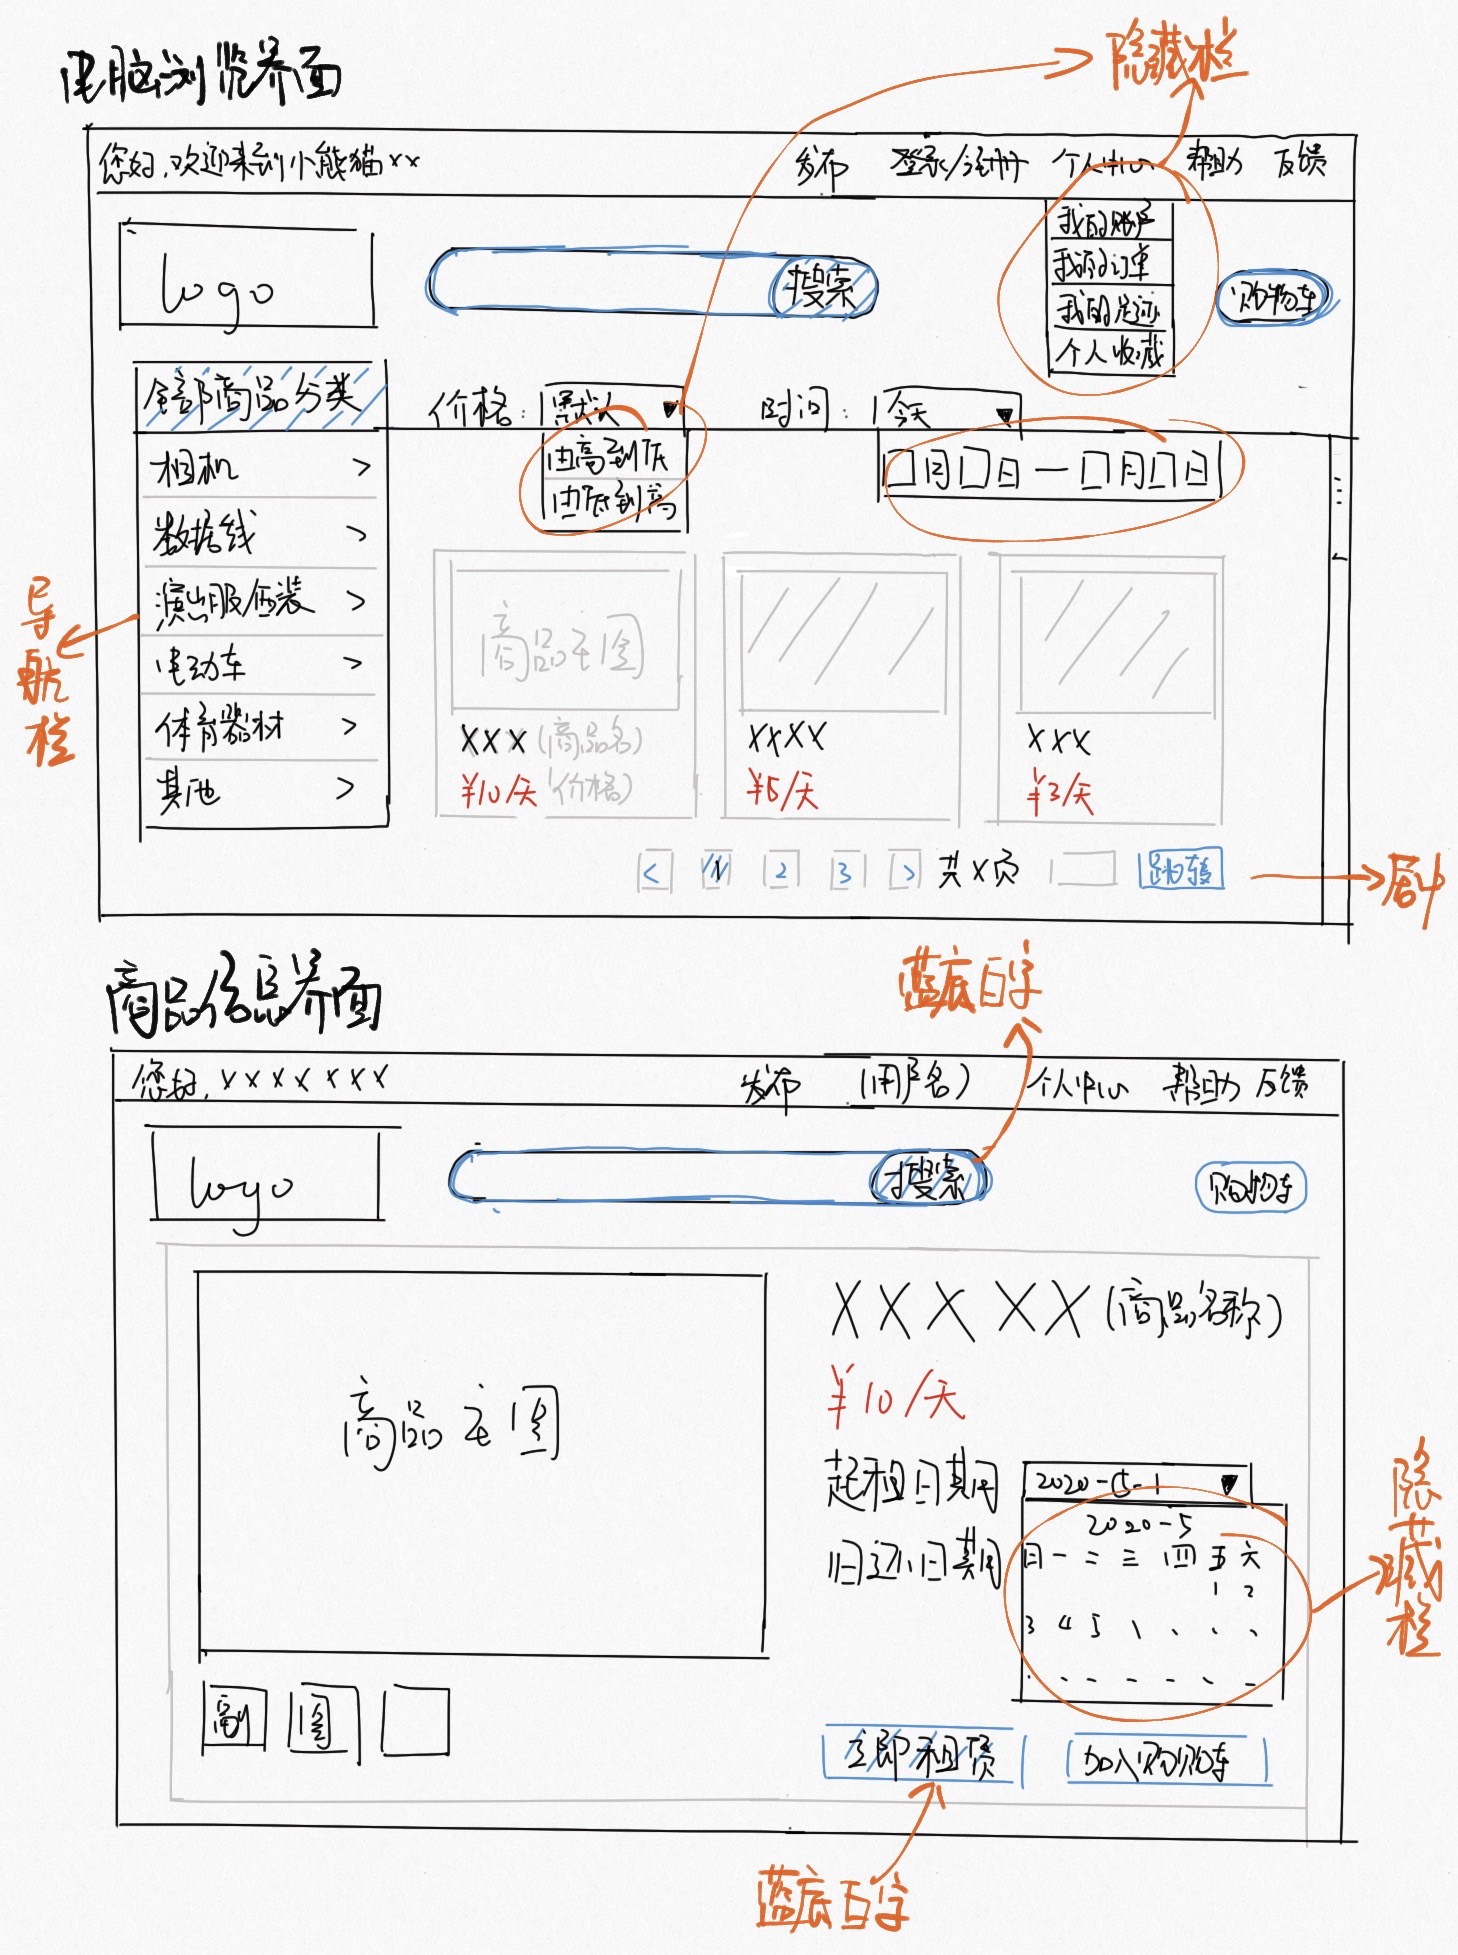 电脑浏览界面
隐藏栏
您好,欢迎来到小熊猫xx 发布 登录/注册 个人中心 帮助 反馈
我的账户
我的订单
我的足迹
个人收藏
logo
搜索
购物车
全部商品分类
价格: 默认 ▼ 时间: 今天 ▼
由高到低
由低到高
□月□日一□月□日
相机 >
数据线 >
演出服西装 >
电动车 >
体育器材 >
其他 >
导航栏
商品主图
XXX (商品名) XXXX XXX
¥10/天 (价格) ¥5/天 ¥3/天
< 1 2 3 > 共X页 跳转
居中
商品信息界面
蓝底白字
您好, xxxx xxx 发布 (用户名) 个人中心 帮助 反馈
logo
搜索
购物车
商品主图
XXX XX (商品名称)
¥10/天
起租日期 2020-5-1 ▼
归还日期
2020-5
日 一 二 三 四 五 六
1 2
3 4 5
隐藏栏
副 图
立即租赁 加入购物车
蓝底白字